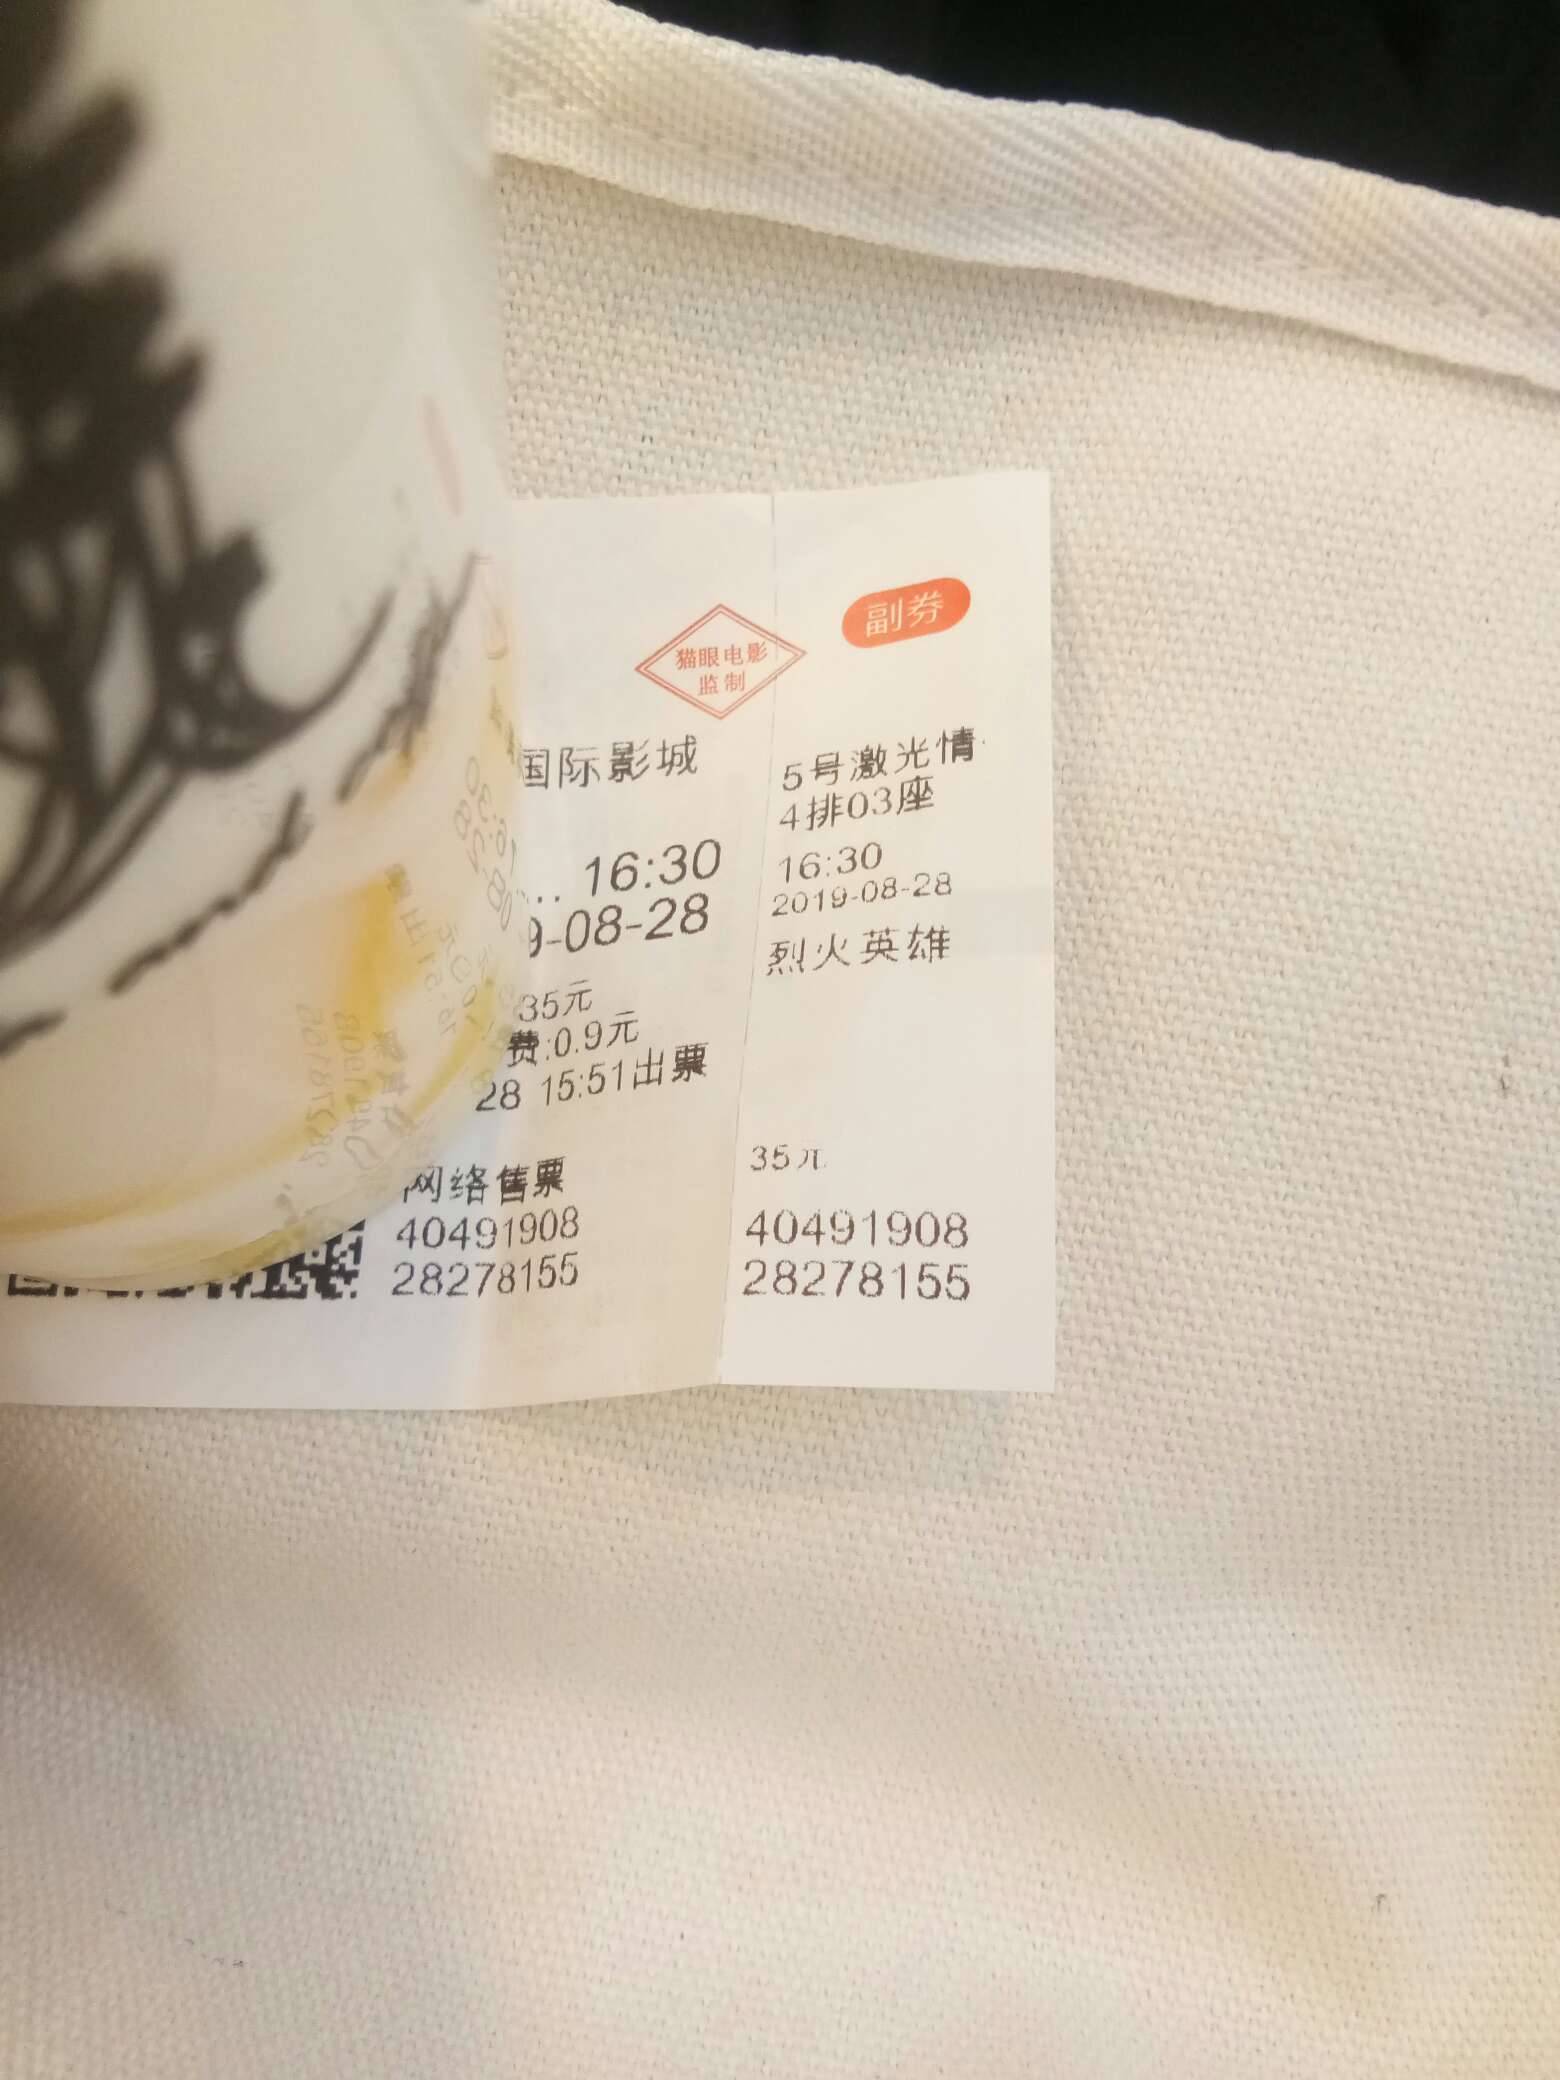 猫眼电影
监制
国际影城
16:30
9-08-28
35元
费:0.9元
28 15:51出票
网络售票
40491908
28278155
副券
5号激光情
4排03座
16:30
2019-08-28
烈火英雄
35元
40491908
28278155